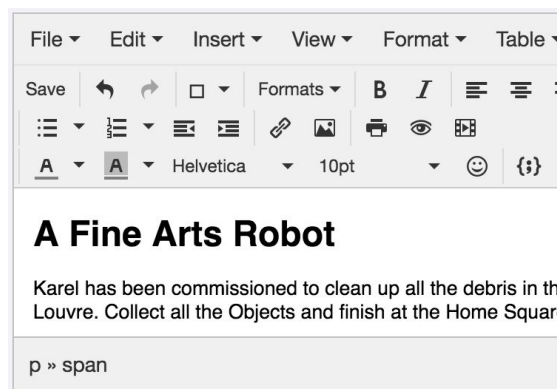 File Edit Insert View Format Table
Save Formats B I
A A Helvetica 10pt {;}
A Fine Arts Robot
Karel has been commissioned to clean up all the debris in th
Louvre. Collect all the Objects and finish at the Home Squar
p » span